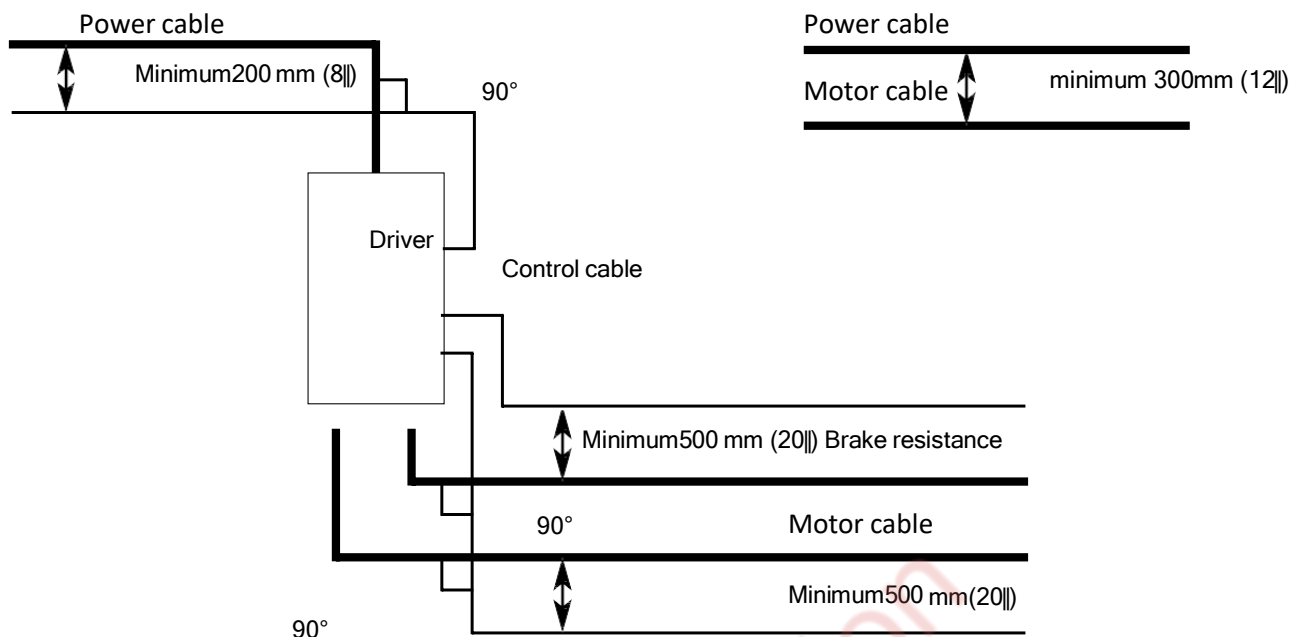 Power cable
Minimum200 mm (8‖)
90°
Power cable
minimum 300mm (12‖)
Motor cable
Driver
Control cable
Minimum500 mm (20‖) Brake resistance
90°
Motor cable
Minimum500 mm(20‖)
90°
on